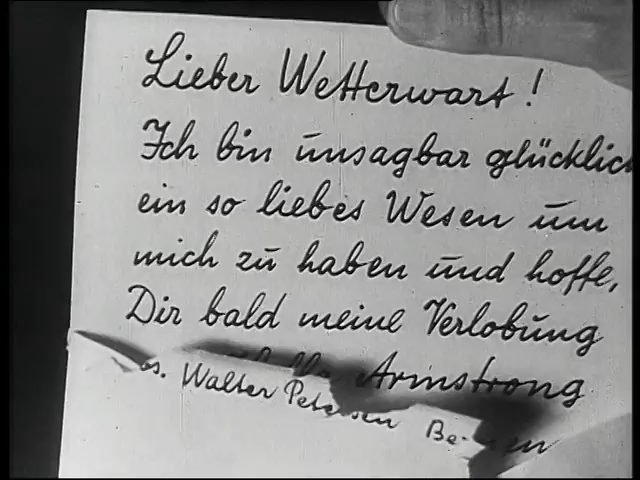 Lieber Wetterwart!
Ich bin unsagbar glücklich
ein so liebes Wesen um
mich zu haben und hoffe,
Dir bald meine Verlobung
Armstrong
Walter Petersen